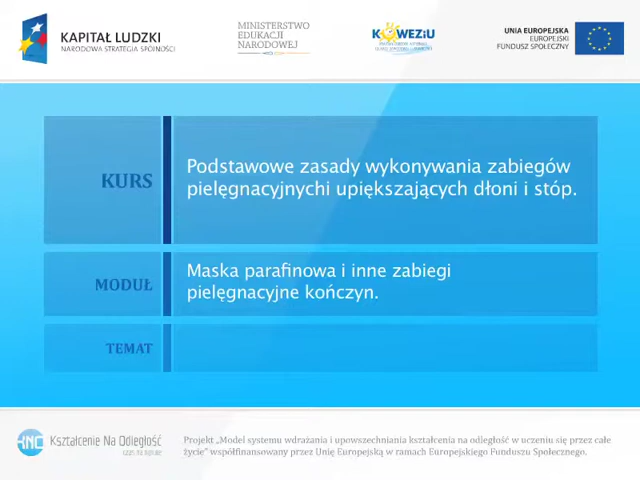 KAPITAŁ LUDZKI
NARODOWA STRATEGIA SPÓJNOŚCI
MINISTERSTWO
EDUKACJI
NARODOWEJ
KOWEZiU
UNIA EUROPEJSKA
EUROPEJSKI
FUNDUSZ SPOŁECZNY
KURS
Podstawowe zasady wykonywania zabiegów
pielęgnacyjnychi upiększających dłoni i stóp.
MODUŁ
Maska parafinowa i inne zabiegi
pielęgnacyjne kończyn.
TEMAT
KNO Kształcenie Na Odległość
Projekt „Model systemu wdrażania i upowszechniania kształcenia na odległość w uczeniu się przez całe
życie" współfinansowany przez Unię Europejską w ramach Europejskiego Funduszu Społecznego.